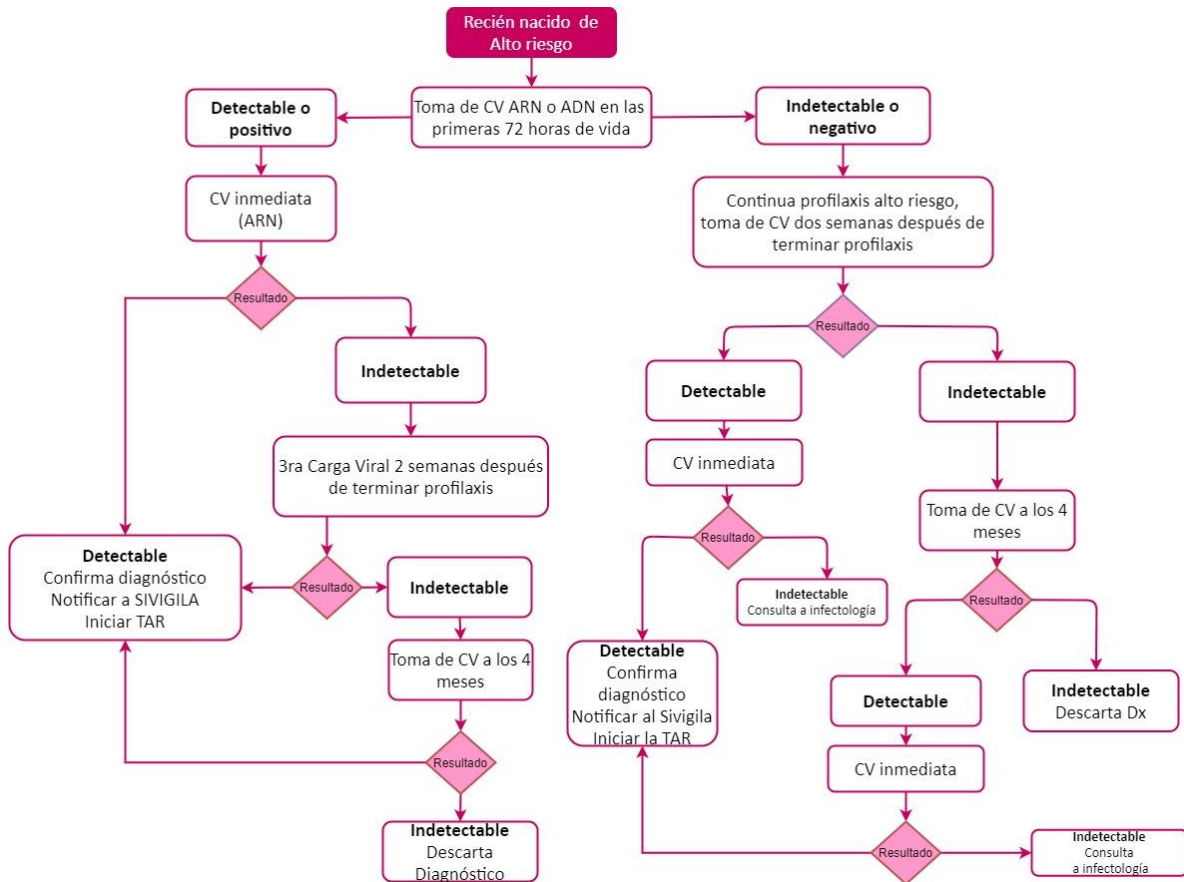 Recién nacido de
Alto riesgo
Toma de CV ARN o ADN en las
primeras 72 horas de vida
Detectable o
positivo
CV inmediata
(ARN)
Resultado
Indetectable
3ra Carga Viral 2 semanas después
de terminar profilaxis
Resultado
Detectable
Confirma diagnóstico
Notificar a SIVIGILA
Iniciar TAR
Indetectable
Toma de CV a los 4
meses
Resultado
Indetectable
Descarta
Diagnóstico
Indetectable o
negativo
Continua profilaxis alto riesgo,
toma de CV dos semanas después de
terminar profilaxis
Resultado
Detectable
CV inmediata
Resultado
Indetectable
Consulta a infectología
Detectable
Confirma
diagnóstico
Notificar al Sivigila
Iniciar la TAR
Indetectable
Toma de CV a los 4
meses
Resultado
Detectable
CV inmediata
Resultado
Indetectable
Consulta
a infectología
Indetectable
Descarta Dx